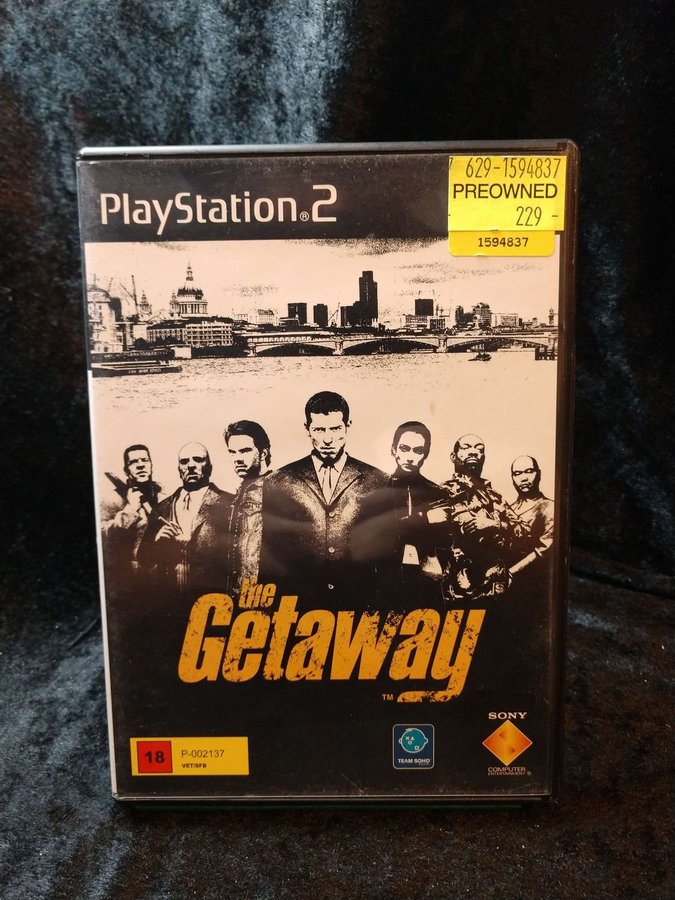 629-1594837
PREOWNED
229 -
1594837
PlayStation®2
the
Getaway
TM
18
P-002137
VET/SFB
TEAM SOHO
SONY
COMPUTER
ENTERTAINMENT ®